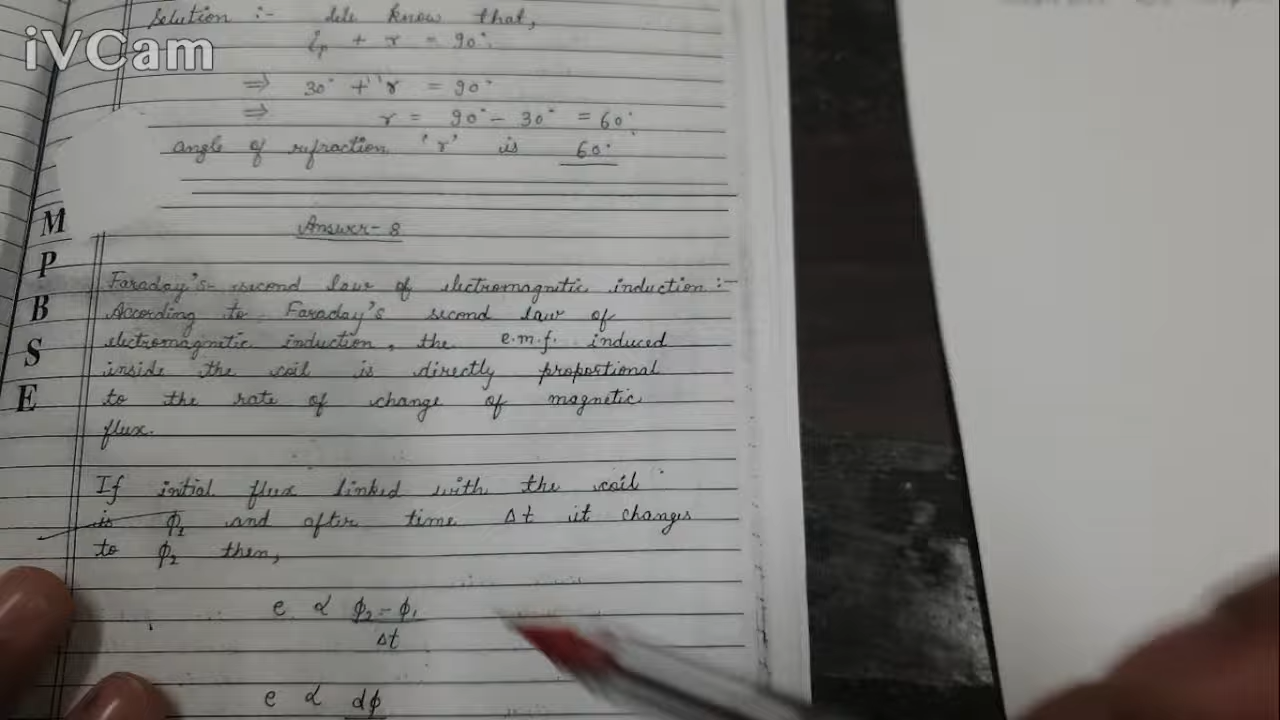 iVCam
Solution :- We know that,
ip + r = 90°.
⇒ 30° + r = 90°
⇒ r = 90° - 30° = 60°.
angle of refraction 'r' is 60°
M
P
B
S
E
Answer- 8
Faraday's second law of electromagnetic induction :-
According to Faraday's second law of
electromagnetic induction, the e.m.f. induced
inside the coil is directly proportional
to the rate of change of magnetic
flux.
If intial flux linked with the coil
is ϕ1 and after time Δt it changes
to ϕ2 then,
e ∝ ϕ2 - ϕ1
Δt
e ∝ dϕ